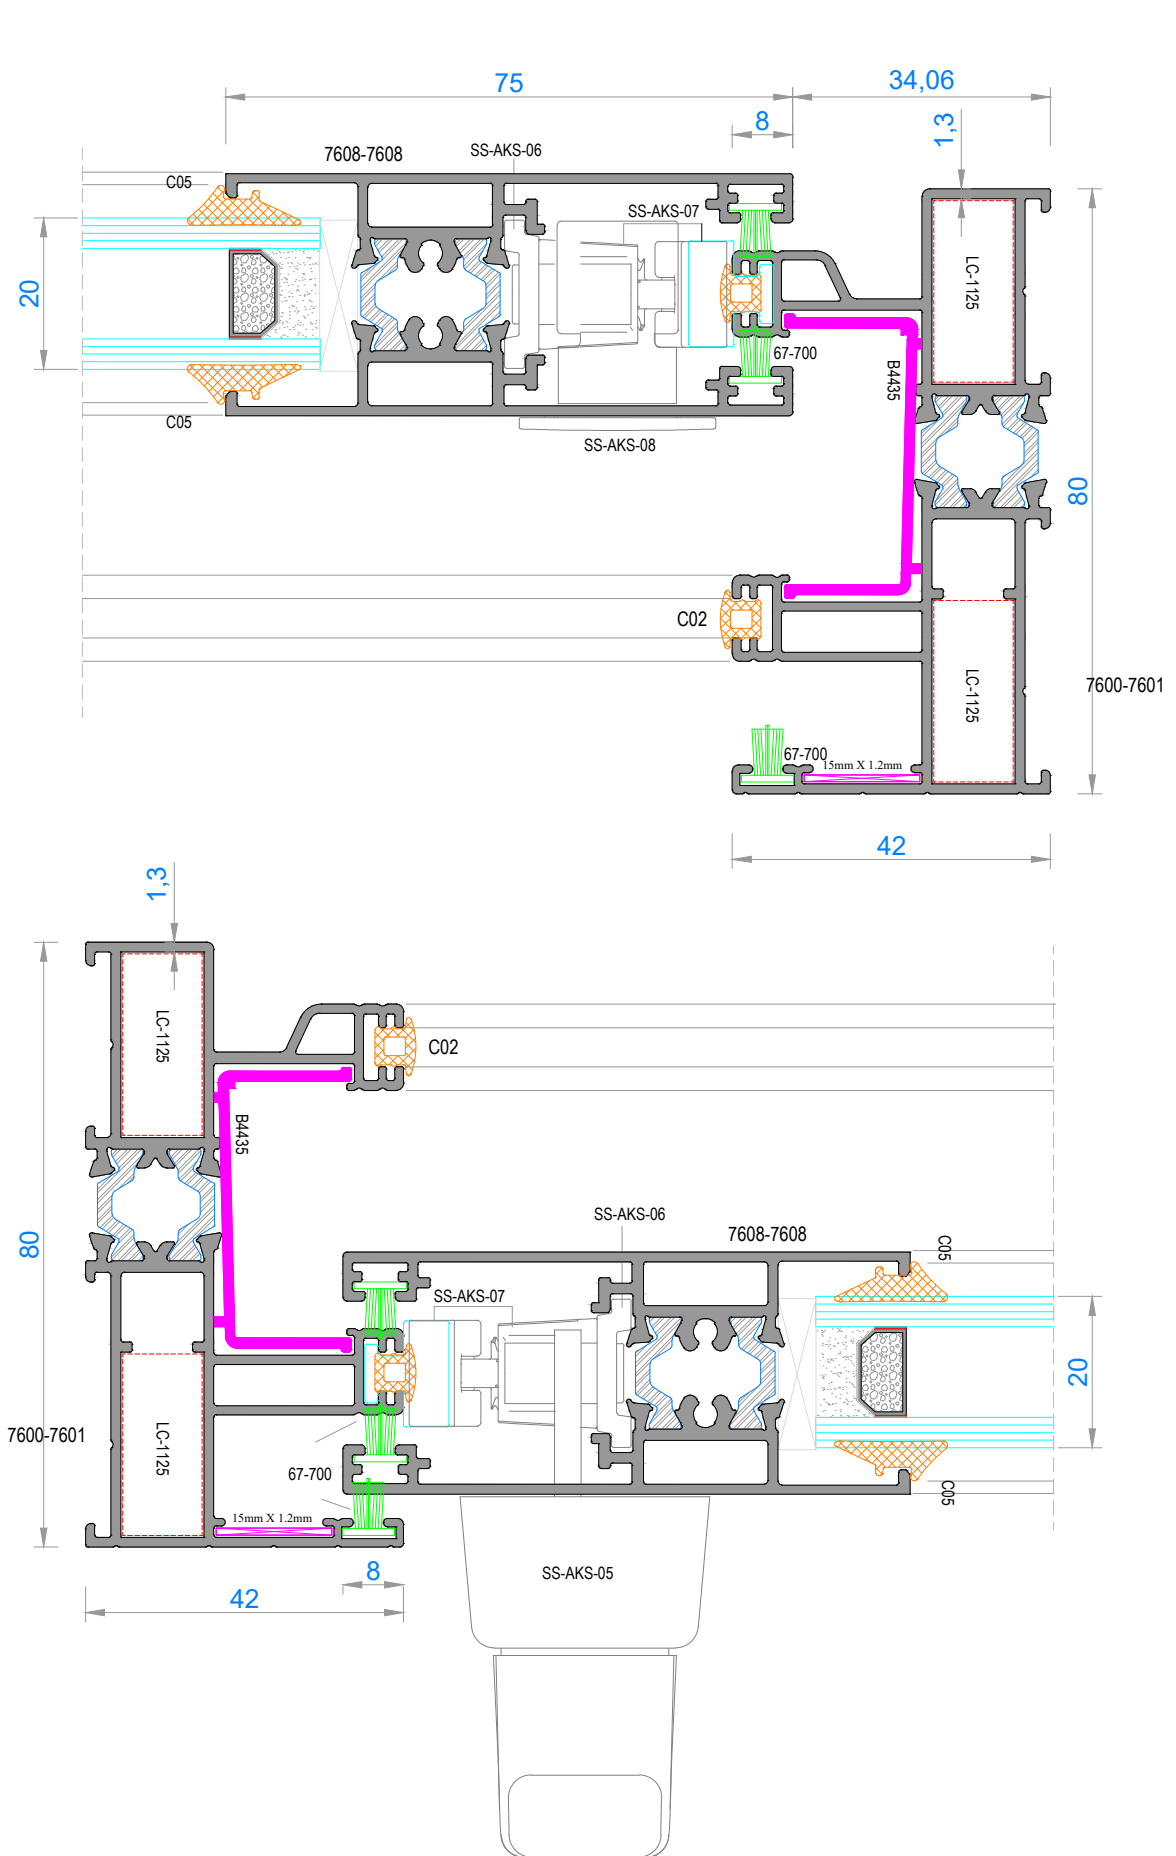 75
34,06
8
1,3
7608-7608
SS-AKS-06
C05
SS-AKS-07
LC-1125
20
67-700
B4435
C05
SS-AKS-08
80
C02
LC-1125
7600-7601
67-700
15mm X 1.2mm
42
1,3
LC-1125
C02
B4435
SS-AKS-06
7608-7608
C05
80
SS-AKS-07
20
7600-7601
LC-1125
67-700
C05
15mm X 1.2mm
8
SS-AKS-05
42